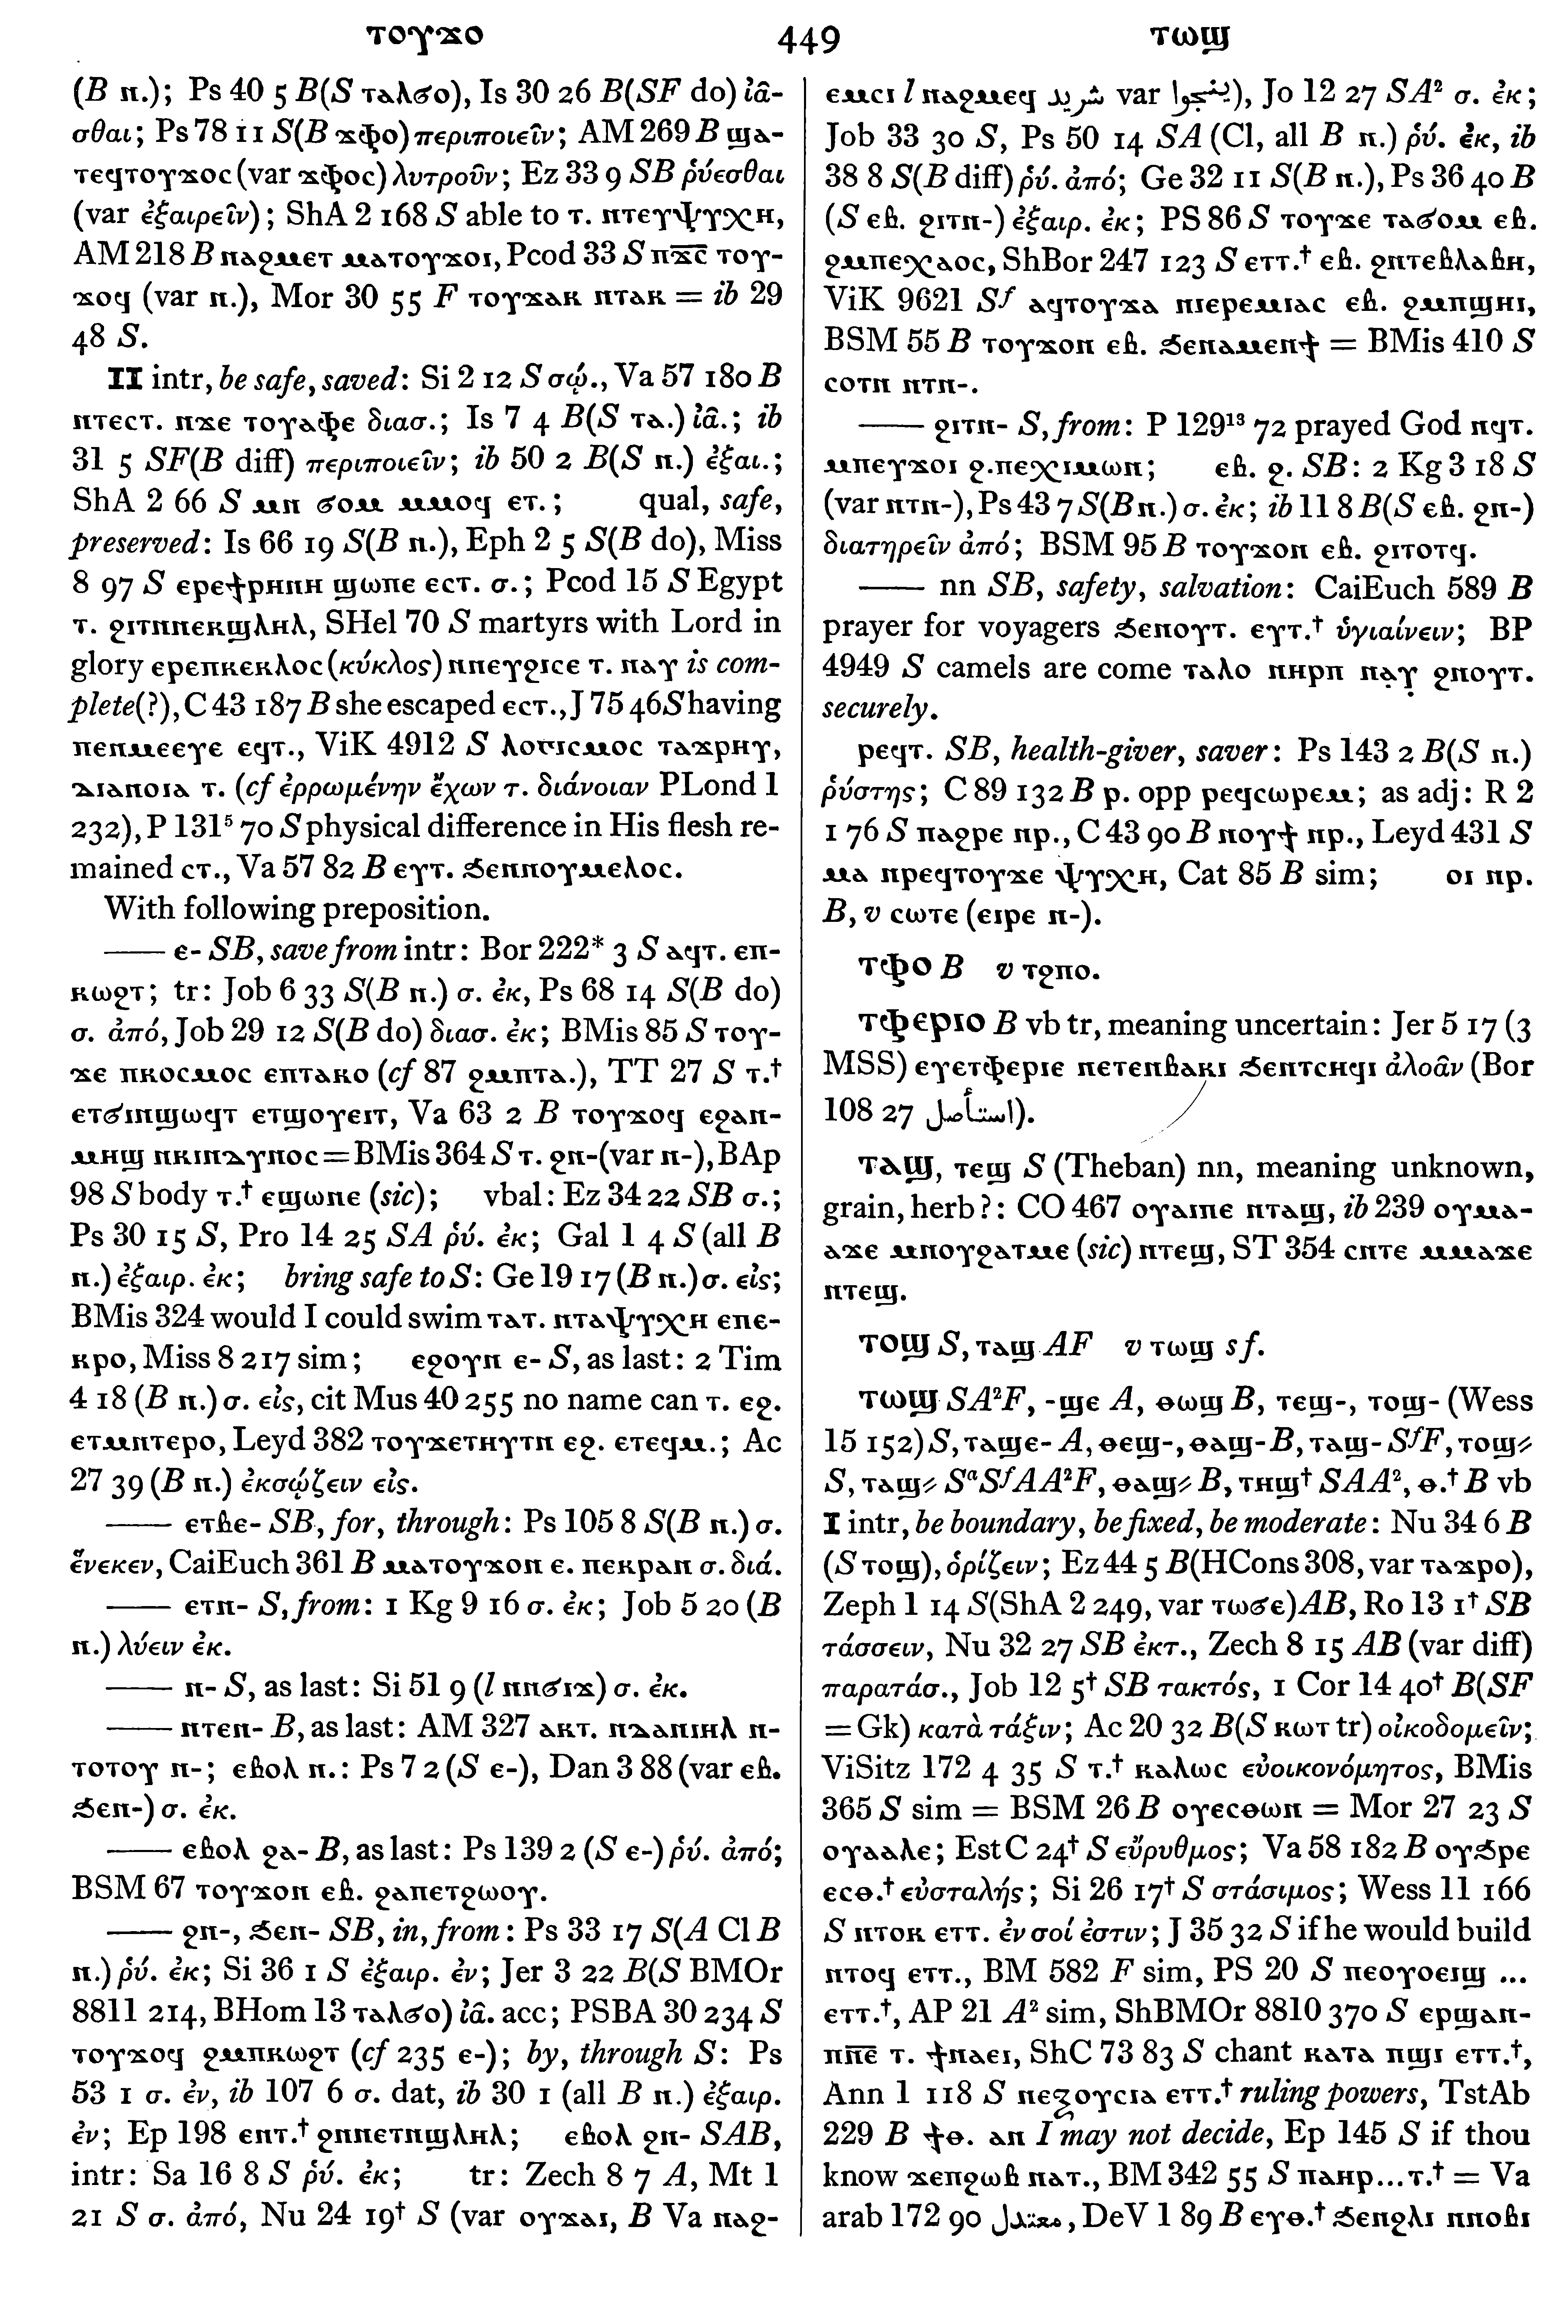 ⲧⲟⲩϫⲟ 449 ⲧⲱϣ
(B ⲛ.); Ps 40 5 B(S ⲧⲁⲗϭⲟ), Is 30 26 B(SF do) ἰᾶ-
σθαι; Ps 78 11 S(B ϫⲫⲟ) περιποιεῖν; AM 269 B ϣⲁ-
ⲧⲉϥⲧⲟⲩϫⲟⲥ (var ϫⲫⲟⲥ) λυτροῦν; Ez 33 9 SB ῥύεσθαι
(var ἐξαιρεῖν); ShA 2 168 S able to ⲧ. ⲛⲧⲉⲩⲯⲩⲭⲏ,
AM 218 B ⲛⲁϩⲙⲉⲧ ⲙⲁⲧⲟⲩϫⲟⲓ, Pcod 33 S ⲡϫ̅ⲥ̅ ⲧⲟⲩ-
ϫⲟϥ (var ⲛ.), Mor 30 55 F ⲧⲟⲩϫⲁⲕ ⲛⲧⲁⲕ = ib 29
48 S.
II intr, be safe, saved: Si 2 12 S σῴ., Va 57 180 B
ⲛⲧⲉⲥⲧ. ⲛϫⲉ ⲧⲟⲩⲁⲫⲉ διασ.; Is 7 4 B(S ⲧⲁ.) ἰᾶ.; ib
31 5 SF(B diff) περιποιεῖν; ib 50 2 B(S ⲛ.) ἐξαι.;
ShA 2 66 S ⲙⲛ ϭⲟⲙ ⲙⲙⲟϥ ⲉⲧ.; qual, safe,
preserved: Is 66 19 S(B ⲛ.), Eph 2 5 S(B do), Miss
8 97 S ⲉⲣⲉϯⲣⲏⲛⲏ ϣⲱⲡⲉ ⲉⲥⲧ. σ.; Pcod 15 S Egypt
ⲧ. ϩⲓⲧⲛⲛⲉⲕϣⲗⲏⲗ, SHel 70 S martyrs with Lord in
glory ⲉⲣⲉⲡⲕⲉⲕⲗⲟⲥ (κύκλος) ⲛⲛⲉⲩϩⲓⲥⲉ ⲧ. ⲛⲁⲩ is com-
plete(?), C 43 187 B she escaped ⲉⲥⲧ., J 75 46 S having
ⲡⲉⲛⲙⲉⲉⲩⲉ ⲉϥⲧ., ViK 4912 S ⲗⲟⲅⲓⲥⲙⲟⲥ ⲧⲁϫⲣⲏⲩ,
ⲇⲓⲁⲛⲟⲓⲁ ⲧ. (cf ἐρρωμένην ἔχων τ. διάνοιαν PLond 1
232), P 131⁵ 70 S physical difference in His flesh re-
mained ⲥⲧ., Va 57 82 B ⲉⲩⲧ. ϧⲉⲛⲛⲟⲩⲙⲉⲗⲟⲥ.
With following preposition.
—— ⲉ- SB, save from intr: Bor 222* 3 S ⲁϥⲧ. ⲉⲡ-
ⲕⲱϩⲧ; tr: Job 6 33 S(B ⲛ.) σ. ἐκ, Ps 68 14 S(B do)
σ. ἀπό, Job 29 12 S(B do) διασ. ἐκ; BMis 85 S ⲧⲟⲩ-
ϫⲉ ⲡⲕⲟⲥⲙⲟⲥ ⲉⲡⲧⲁⲕⲟ (cf 87 ϩⲙⲡⲧⲁ.), TT 27 S ⲧ.†
ⲉⲧϭⲓⲛϣⲱϥⲧ ⲉⲧϣⲟⲩⲉⲓⲧ, Va 63 2 B ⲧⲟⲩϫⲟϥ ⲉϩⲁⲛ-
ⲙⲏϣ ⲛⲕⲓⲛⲇⲩⲛⲟⲥ = BMis 364 S ⲧ. ϩⲛ- (var ⲛ-), BAp
98 S body ⲧ.† ⲉϣⲱⲛⲉ (sic); vbal: Ez 34 22 SB σ.;
Ps 30 15 S, Pro 14 25 SA ῥύ. ἐκ; Gal 1 4 S (all B
ⲛ.) ἐξαιρ. ἐκ; bring safe to S: Ge 19 17 (B ⲛ.) σ. εἰς;
BMis 324 would I could swim ⲧⲁⲧ. ⲛⲧⲁⲯⲩⲭⲏ ⲉⲡⲉ-
ⲕⲣⲟ, Miss 8 217 sim; ⲉϩⲟⲩⲛ ⲉ- S, as last: 2 Tim
4 18 (B ⲛ.) σ. εἰς, cit Mus 40 255 no name can ⲧ. ⲉϩ.
ⲉⲧⲙⲛⲧⲉⲣⲟ, Leyd 382 ⲧⲟⲩϫⲉⲧⲏⲩⲧⲛ ⲉϩ. ⲉⲧⲉϥⲙ.; Ac
27 39 (B ⲛ.) ἐκσῴζειν εἰς.
—— ⲉⲧⲃⲉ- SB, for, through: Ps 105 8 S(B ⲛ.) σ.
ἕνεκεν, CaiEuch 361 B ⲙⲁⲧⲟⲩϫⲟⲛ ⲉ. ⲡⲉⲕⲣⲁⲛ σ. διά.
—— ⲉⲧⲛ- S, from: 1 Kg 9 16 σ. ἐκ; Job 5 20 (B
ⲛ.) λύειν ἐκ.
—— ⲛ- S, as last: Si 51 9 (l ⲛⲛϭⲓϫ) σ. ἐκ.
—— ⲛⲧⲉⲛ- B, as last: AM 327 ⲁⲕⲧ. ⲛⲇⲁⲛⲓⲏⲗ ⲛ-
ⲧⲟⲧⲟⲩ ⲛ-; ⲉⲃⲟⲗ ⲛ.: Ps 7 2 (S ⲉ-), Dan 3 88 (var ⲉⲃ.
ϧⲉⲛ-) σ. ἐκ.
—— ⲉⲃⲟⲗ ϩⲁ- B, as last: Ps 139 2 (S ⲉ-) ῥύ. ἀπό;
BSM 67 ⲧⲟⲩϫⲟⲛ ⲉⲃ. ϩⲁⲡⲉⲧϩⲱⲟⲩ.
—— ϩⲛ-, ϧⲉⲛ- SB, in, from: Ps 33 17 S(A Cl B
ⲛ.) ῥύ. ἐκ; Si 36 1 S ἐξαιρ. ἐν; Jer 3 22 B(S BMOr
8811 214, BHom 13 ⲧⲁⲗϭⲟ) ἰᾶ. acc; PSBA 30 234 S
ⲧⲟⲩϫⲟϥ ϩⲙⲡⲕⲱϩⲧ (cf 235 ⲉ-); by, through S: Ps
53 1 σ. ἐν, ib 107 6 σ. dat, ib 30 1 (all B ⲛ.) ἐξαιρ.
ἐν; Ep 198 ⲉⲛⲧ.† ϩⲛⲛⲉⲧⲛϣⲗⲏⲗ; ⲉⲃⲟⲗ ϩⲛ- SAB,
intr: Sa 16 8 S ῥύ. ἐκ; tr: Zech 8 7 A, Mt 1
21 S σ. ἀπό, Nu 24 19† S (var ⲟⲩϫⲁⲓ, B Va ⲛⲁϩ-
ⲉⲙⲥⲓ l ⲛⲁϩⲙⲉϥ شريد var ينجوا), Jo 12 27 SA² σ. ἐκ;
Job 33 30 S, Ps 50 14 SA (Cl, all B ⲛ.) ῥύ. ἐκ, ib
38 8 S(B diff) ῥύ. ἀπό; Ge 32 11 S(B ⲛ.), Ps 36 40 B
(S ⲉⲃ. ϩⲓⲧⲛ-) ἐξαιρ. ἐκ; PS 86 S ⲧⲟⲩϫⲉ ⲧⲁϭⲟⲙ ⲉⲃ.
ϩⲙⲡⲉⲭⲁⲟⲥ, ShBor 247 123 S ⲉⲧⲧ.† ⲉⲃ. ϩⲛⲧⲉⲃⲗⲁⲃⲏ,
ViK 9621 Sᶠ ⲁϥⲧⲟⲩϫⲁ ⲛⲓⲉⲣⲉⲙⲓⲁⲥ ⲉⲃ. ϩⲙⲡϣⲏⲓ,
BSM 55 B ⲧⲟⲩϫⲟⲛ ⲉⲃ. ϧⲉⲛⲁⲙⲉⲛϯ = BMis 410 S
ⲥⲟⲧⲛ ⲛⲧⲛ-.
—— ϩⲓⲧⲛ- S, from: P 129¹³ 72 prayed God ⲛϥⲧ.
ⲙⲡⲉⲩϫⲟⲓ ϩ.ⲡⲉⲭⲓⲙⲱⲛ; ⲉⲃ. ϩ. SB: 2 Kg 3 18 S
(var ⲛⲧⲛ-), Ps 43 7 S(B ⲛ.) σ. ἐκ; ib 11 8 B(S ⲉⲃ. ϩⲛ-)
διατηρεῖν ἀπό; BSM 95 B ⲧⲟⲩϫⲟⲛ ⲉⲃ. ϩⲓⲧⲟⲧϥ.
—— nn SB, safety, salvation: CaiEuch 589 B
prayer for voyagers ϧⲉⲛⲟⲩⲧ. ⲉⲩⲧ.† ὑγιαίνειν; BP
4949 S camels are come ⲧⲁⲗⲟ ⲡⲏⲣⲡ ⲛⲁ̣ⲩ̣ ϩⲛⲟⲩⲧ.
securely.
ⲣⲉϥⲧ. SB, health-giver, saver: Ps 143 2 B(S ⲛ.)
ῥύστης; C 89 132 B ⲣ. opp ⲣⲉϥⲥⲱⲣⲉⲙ; as adj: R 2
1 76 S ⲡⲁϩⲣⲉ ⲛⲣ., C 43 90 B ⲛⲟⲩϯ ⲛⲣ., Leyd 431 S
ⲙⲁ ⲛⲣⲉϥⲧⲟⲩϫⲉ ⲯⲩⲭⲏ, Cat 85 B sim; ⲟⲓ ⲛⲣ.
B, v ⲥⲱⲧⲉ (ⲉⲓⲣⲉ ⲛ-).
ⲧⲫⲟ B v ⲧϩⲡⲟ.
ⲧⲫⲉⲣⲓⲟ B vb tr, meaning uncertain: Jer 5 17 (3
MSS) ⲉⲩⲉⲧⲫⲉⲣⲓⲉ ⲛⲉⲧⲉⲛⲃⲁⲕⲓ ϧⲉⲛⲧⲥⲏϥⲓ ἀλοᾶν (Bor
108 27 استأصل).
ⲧⲁϣ, ⲧⲉϣ S (Theban) nn, meaning unknown,
grain, herb?: CO 467 ⲟⲩⲁⲓⲡⲉ ⲛⲧⲁϣ, ib 239 ⲟⲩⲙⲁ-
ⲁϫⲉ ⲙⲡⲟⲩϩⲁⲧⲙⲉ (sic) ⲛⲧⲉϣ, ST 354 ⲥⲛⲧⲉ ⲙⲙⲁϫⲉ
ⲛⲧⲉϣ.
ⲧⲟϣ S, ⲧⲁϣ AF v ⲧⲱϣ sf.
ⲧⲱϣ SA²F, -ϣⲉ A, ⲑⲱϣ B, ⲧⲉϣ-, ⲧⲟϣ- (Wess
15 152) S, ⲧⲁϣⲉ- A, ⲑⲉϣ-, ⲑⲁϣ- B, ⲧⲁϣ- SᶠF, ⲧⲟϣ⸗
S, ⲧⲁϣ⸗ SᵃSᶠAA²F, ⲑⲁϣ⸗ B, ⲧⲏϣ† SAA², ⲑ.† B vb
I intr, be boundary, be fixed, be moderate: Nu 34 6 B
(S ⲧⲟϣ), ὁρίζειν; Ez 44 5 B(HCons 308, var ⲧⲁϫⲣⲟ),
Zeph 1 14 S(ShA 2 249, var ⲧⲱϭⲉ)AB, Ro 13 1† SB
τάσσειν, Nu 32 27 SB ἐκτ., Zech 8 15 AB (var diff)
παρατάσ., Job 12 5† SB τακτός, 1 Cor 14 40† B(SF
= Gk) κατὰ τάξιν; Ac 20 32 B(S ⲕⲱⲧ tr) οἰκοδομεῖν;
ViSitz 172 4 35 S ⲧ.† ⲕⲁⲗⲱⲥ εὐοικονόμητος, BMis
365 S sim = BSM 26 B ⲟⲩⲉⲥⲑⲱⲛ = Mor 27 23 S
ⲟⲩⲁⲁⲗⲉ; EstC 24† S εὔρυθμος; Va 58 182 B ⲟⲩϧⲣⲉ
ⲉⲥⲑ.† εὐσταλής; Si 26 17† S στάσιμος; Wess 11 166
S ⲛⲧⲟⲕ ⲉⲧⲧ. ἐν σοί ἐστιν; J 35 32 S if he would build
ⲛⲧⲟϥ ⲉⲧⲧ., BM 582 F sim, PS 20 S ⲡⲉⲟⲩⲟⲉⲓϣ ...
ⲉⲧⲧ.†, AP 21 A² sim, ShBMOr 8810 370 S ⲉⲣϣⲁⲛ-
ⲡⲛ̅ⲉ̅ ⲧ. ϯⲛⲁⲉⲓ, ShC 73 83 S chant ⲕⲁⲧⲁ ⲡϣⲓ ⲉⲧⲧ.†,
Ann 1 118 S ⲛⲉⲝⲟⲩⲥⲓⲁ ⲉⲧⲧ.† ruling powers, TstAb
229 B ϯⲑ. ⲁⲛ I may not decide, Ep 145 S if thou
know ϫⲉⲡϩⲱⲃ ⲛⲁⲧ., BM 342 55 S ⲡⲁⲏⲣ...ⲧ.† = Va
arab 172 90 معتدل, DeV 1 89 B ⲉⲩⲑ.† ϧⲉⲛϩⲗⲓ ⲛⲛⲟⲃⲓ